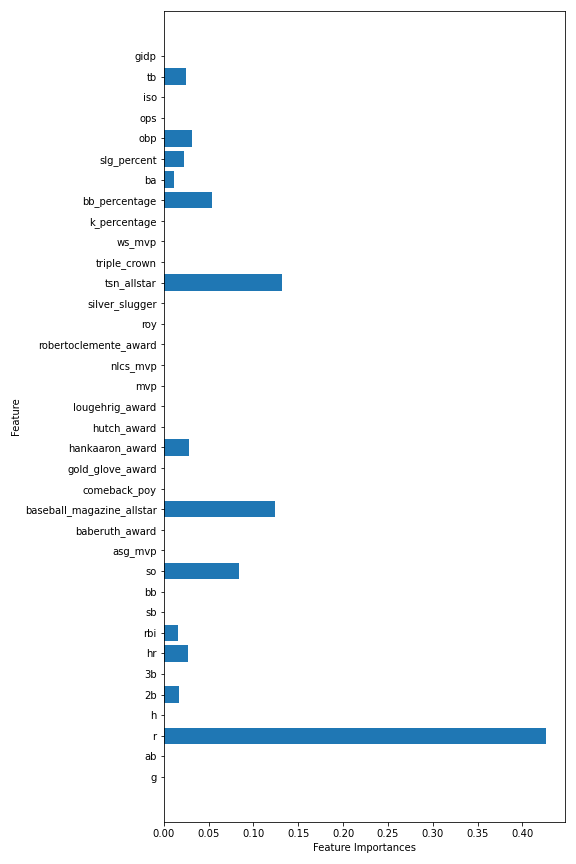 gidp
tb
iso
ops
obp
slg_percent
ba
bb_percentage
k_percentage
ws_mvp
triple_crown
tsn_allstar
silver_slugger
roy
robertoclemente_award
nlcs_mvp
mvp
lougehrig_award
hutch_award
hankaaron_award
gold_glove_award
comeback_poy
baseball_magazine_allstar
baberuth_award
asg_mvp
so
bb
sb
rbi
hr
3b
2b
h
r
ab
g
Feature
0.00 0.05 0.10 0.15 0.20 0.25 0.30 0.35 0.40
Feature Importances